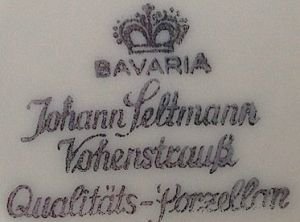 BAVARIA
Johann Seltmann
Vohenstrauß
Qualitäts-Porzellan